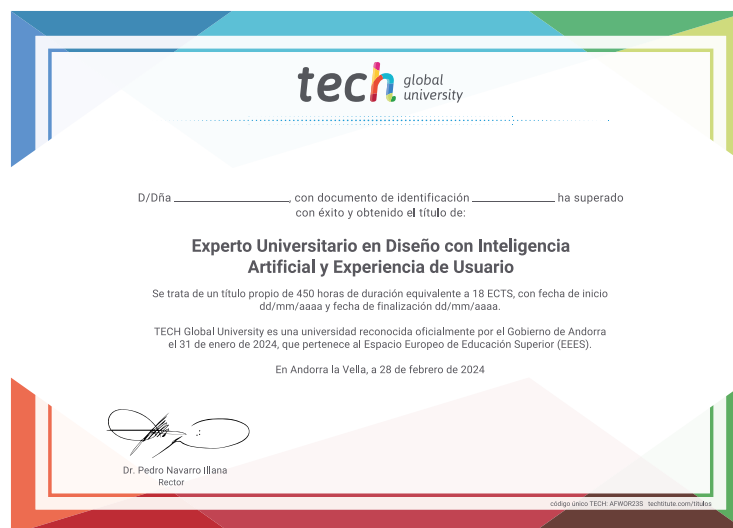 tech global university
D/Dña ______________, con documento de identificación __________ ha superado
con éxito y obtenido el título de:
Experto Universitario en Diseño con Inteligencia
Artificial y Experiencia de Usuario
Se trata de un título propio de 450 horas de duración equivalente a 18 ECTS, con fecha de inicio
dd/mm/aaaa y fecha de finalización dd/mm/aaaa.
TECH Global University es una universidad reconocida oficialmente por el Gobierno de Andorra
el 31 de enero de 2024, que pertenece al Espacio Europeo de Educación Superior (EEES).
En Andorra la Vella, a 28 de febrero de 2024
Dr. Pedro Navarro Illana
Rector
código único TECH: AFWOR23S techtitute.com/titulos